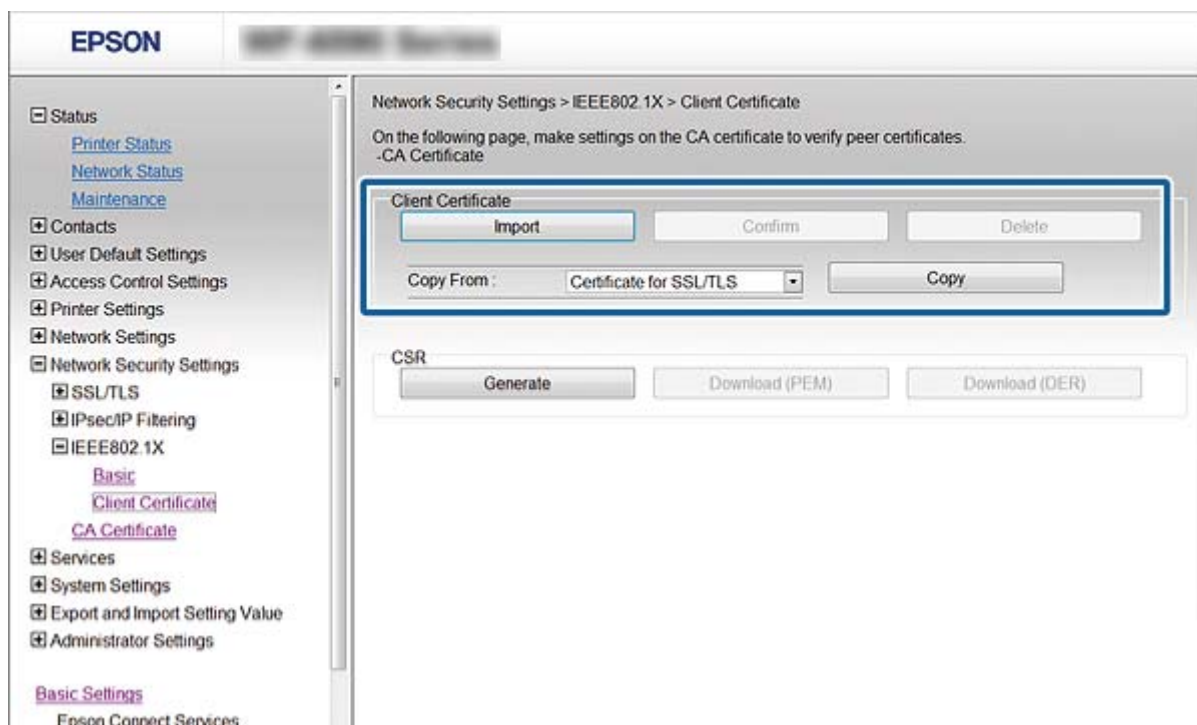 EPSON
Status
Printer Status
Network Status
Maintenance
Contacts
User Default Settings
Access Control Settings
Printer Settings
Network Settings
Network Security Settings
SSL/TLS
IPsec/IP Filtering
IEEE802.1X
Basic
Client Certificate
CA Certificate
Services
System Settings
Export and Import Setting Value
Administrator Settings
Basic Settings
Epson Connect Services
Network Security Settings > IEEE802.1X > Client Certificate
On the following page, make settings on the CA certificate to verify peer certificates.
-CA Certificate
Client Certificate
Import Confirm Delete
Copy From : Certificate for SSL/TLS Copy
CSR
Generate Download (PEM) Download (DER)